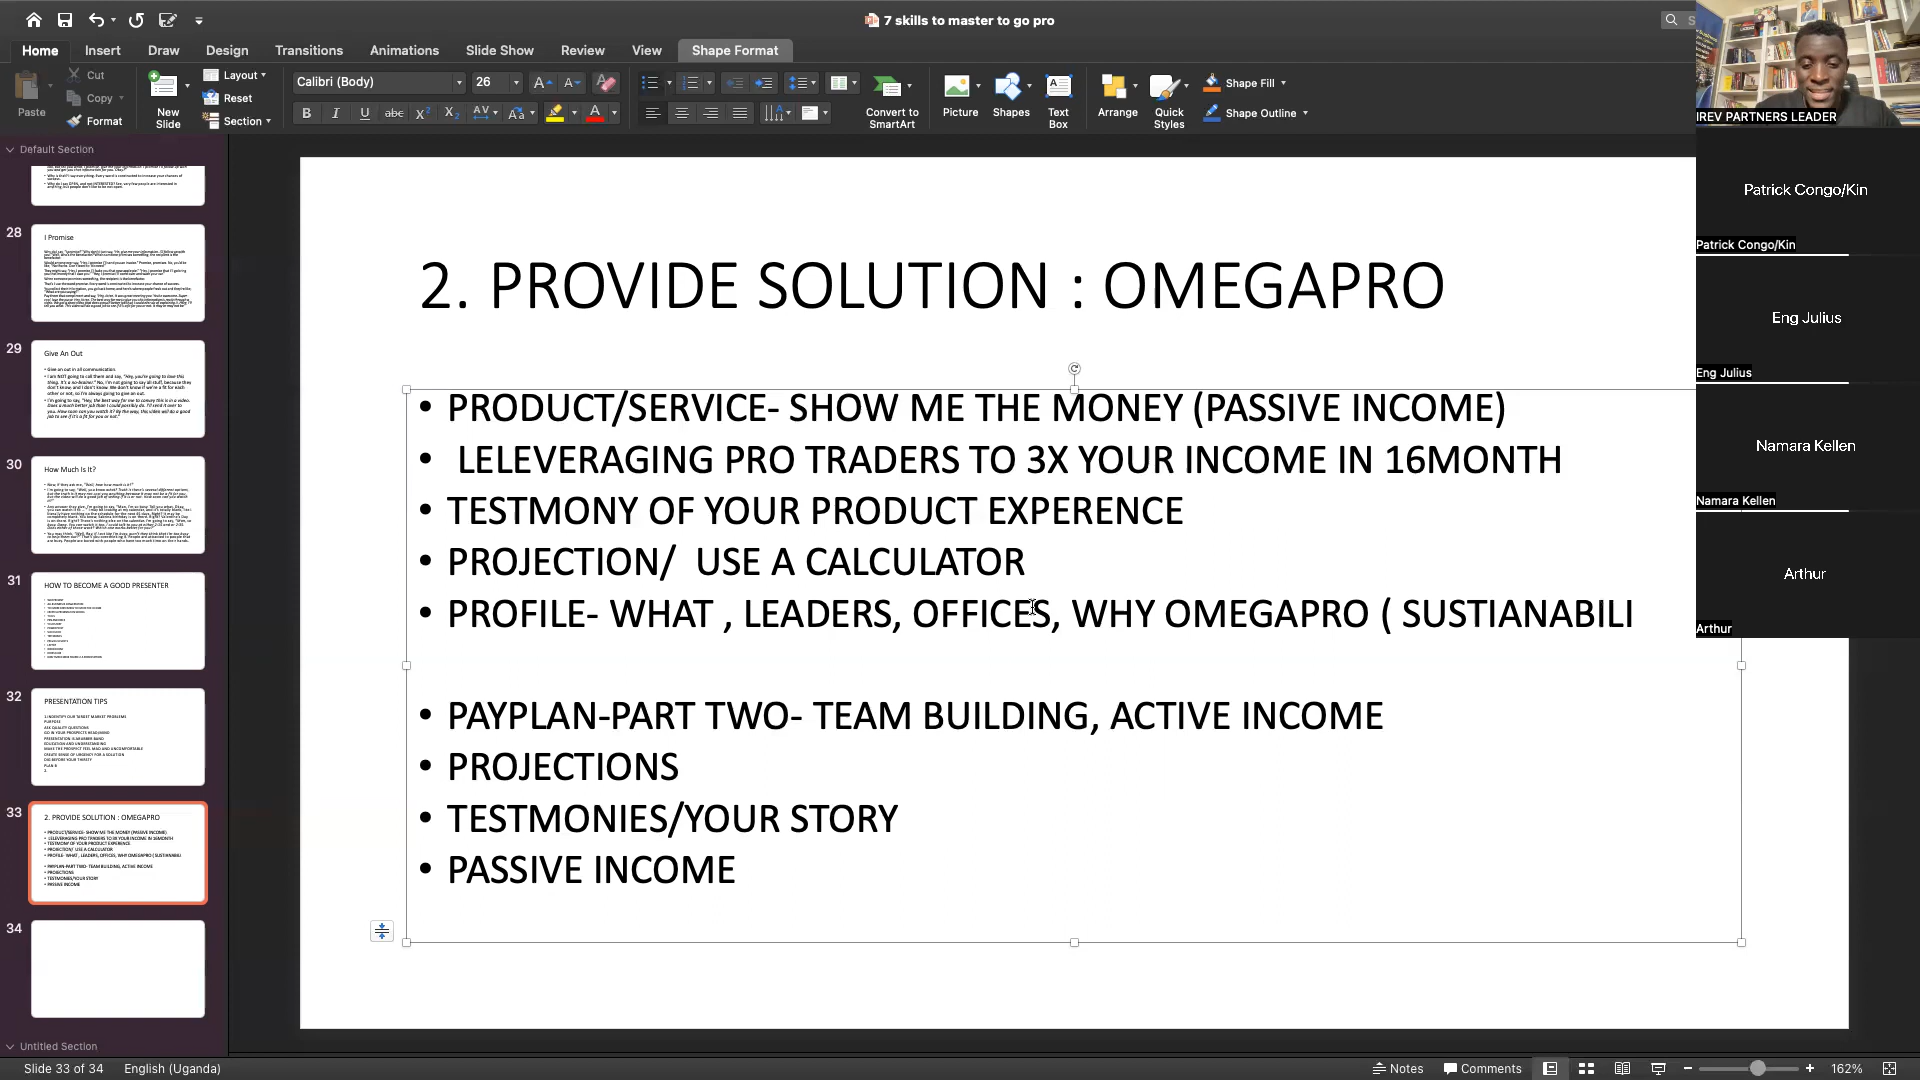 7 skills to master to go pro
Home Insert Draw Design Transitions Animations Slide Show Review View Shape Format
Paste
Cut
Copy
Format
New Slide
Layout
Reset
Section
Calibri (Body) 26
Convert to SmartArt
Picture
Shapes
Text Box
Arrange
Quick Styles
Shape Fill
Shape Outline
Default Section
28
I Promise
29
Give An Out
30
How Much Is It?
31
HOW TO BECOME A GOOD PRESENTER
32
PRESENTATION TIPS
33
2. PROVIDE SOLUTION : OMEGAPRO
34
Untitled Section
2. PROVIDE SOLUTION : OMEGAPRO
• PRODUCT/SERVICE- SHOW ME THE MONEY (PASSIVE INCOME)
• LELEVERAGING PRO TRADERS TO 3X YOUR INCOME IN 16MONTH
• TESTMONY OF YOUR PRODUCT EXPERENCE
• PROJECTION/ USE A CALCULATOR
• PROFILE- WHAT , LEADERS, OFFICES, WHY OMEGAPRO ( SUSTIANABILI
• PAYPLAN-PART TWO- TEAM BUILDING, ACTIVE INCOME
• PROJECTIONS
• TESTMONIES/YOUR STORY
• PASSIVE INCOME
IREV PARTNERS LEADER
Patrick Congo/Kin
Patrick Congo/Kin
Eng Julius
Eng Julius
Namara Kellen
Namara Kellen
Arthur
Arthur
Slide 33 of 34 English (Uganda)
Notes Comments 162%